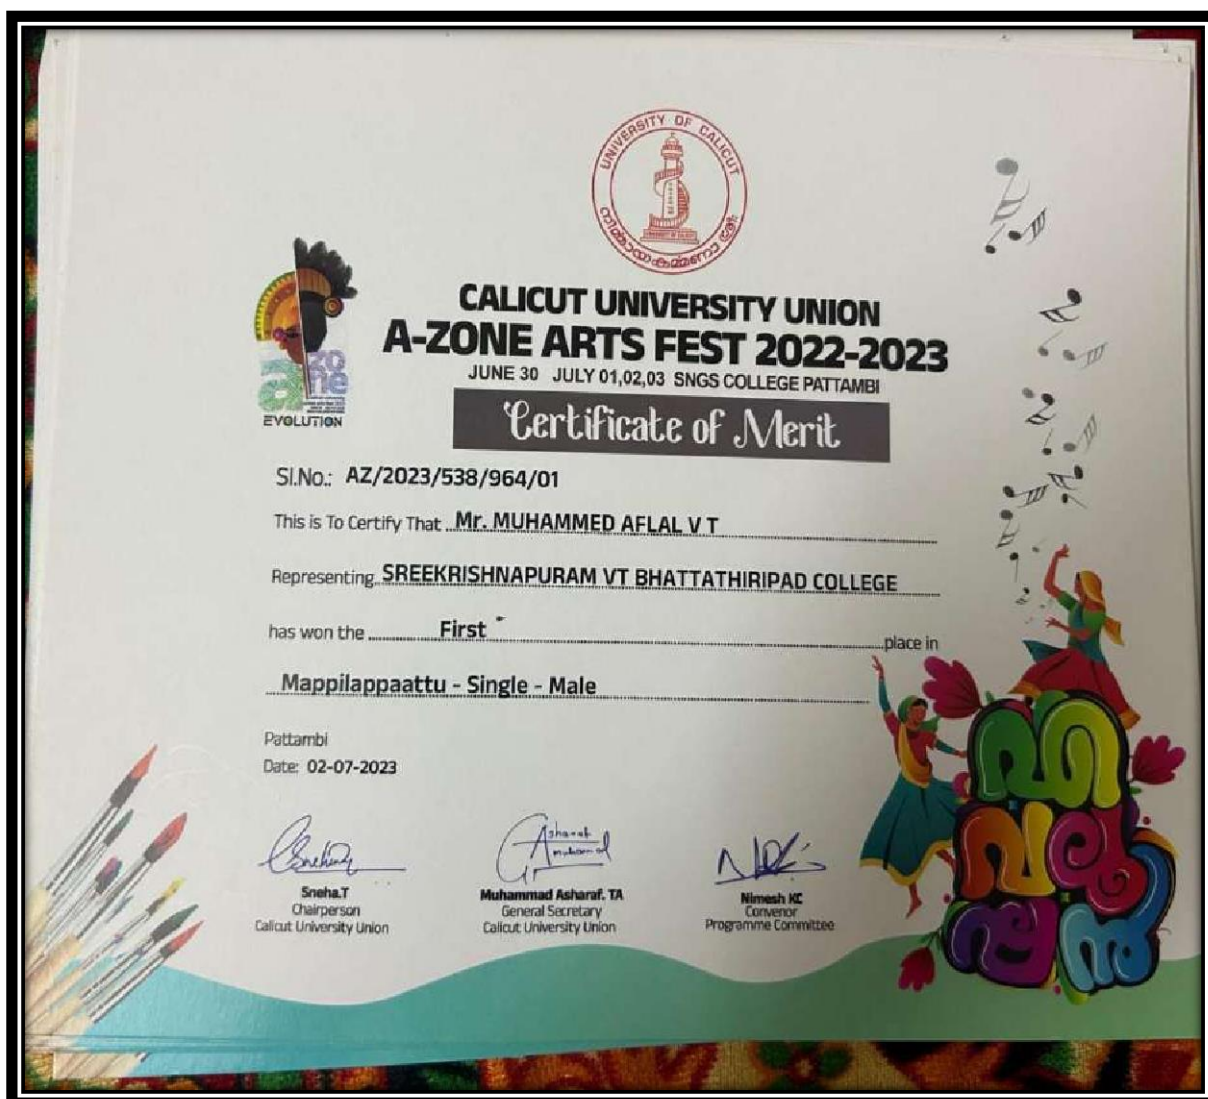 UNIVERSITY OF CALICUT
CALICUT UNIVERSITY UNION
A-ZONE ARTS FEST 2022-2023
JUNE 30 JULY 01,02,03 SNGS COLLEGE PATTAMBI
a zone
EVOLUTION
Certificate of Merit
Sl.No.: AZ/2023/538/964/01
This is To Certify That Mr. MUHAMMED AFLAL V T
Representing SREEKRISHNAPURAM VT BHATTATHIRIPAD COLLEGE
has won the First place in
Mappilappaattu - Single - Male
Pattambi
Date: 02-07-2023
Sneha.T
Chairperson
Calicut University Union
Asharaf
Muhammad Asharaf. TA
General Secretary
Calicut University Union
Nimesh KC
Convenor
Programme Committee